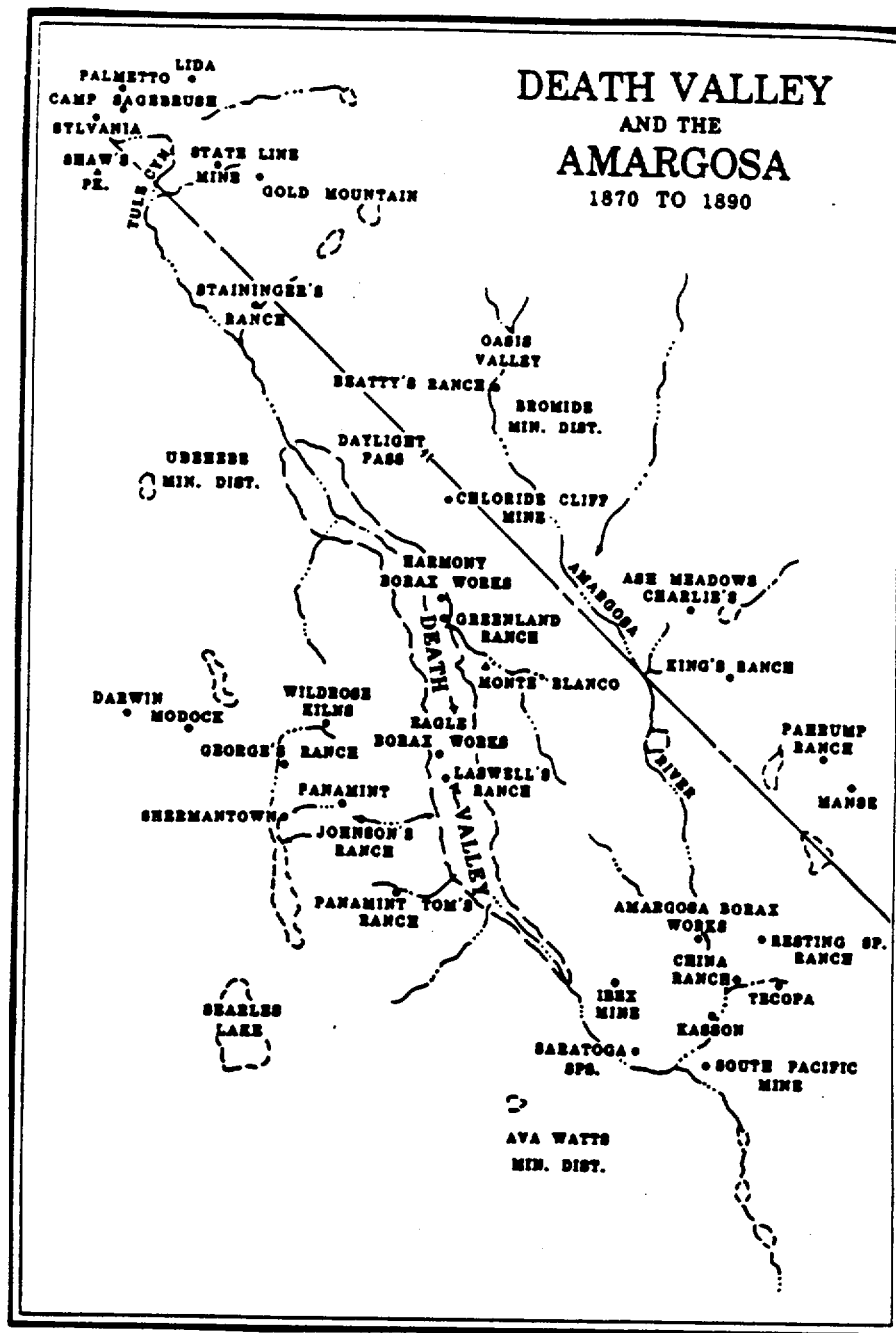 DEATH VALLEY
AND THE
AMARGOSA
1870 TO 1890
LIDA
PALMETTO
CAMP SAGEBRUSH
SYLVANIA
SHAW'S
PK.
TULE CYN.
STATE LINE
MINE
GOLD MOUNTAIN
STAININGER'S
RANCH
OASIS
VALLEY
BEATTY'S RANCH
BROMIDE
MIN. DIST.
DAYLIGHT
PASS
UBEHEBE
MIN. DIST.
CHLORIDE CLIFF
MINE
HARMONY
BORAX WORKS
AMARGOSA
RIVER
ASH MEADOWS
CHARLIE'S
GREENLAND
RANCH
DEATH
VALLEY
MONTE BLANCO
KING'S RANCH
DARWIN
MODOCK
WILDROSE
KILNS
GEORGE'S RANCH
EAGLE
BORAX WORKS
PAHRUMP
RANCH
LASWELL'S
RANCH
MANSE
PANAMINT
SHERMANTOWN
JOHNSON'S
RANCH
PANAMINT TOM'S
RANCH
AMARGOSA BORAX
WORKS
RESTING SP.
RANCH
CHINA
RANCH
TECOPA
SEARLES
LAKE
IBEX
MINE
KASSON
SARATOGA
SPS.
SOUTH PACIFIC
MINE
AVA WATTS
MIN. DIST.